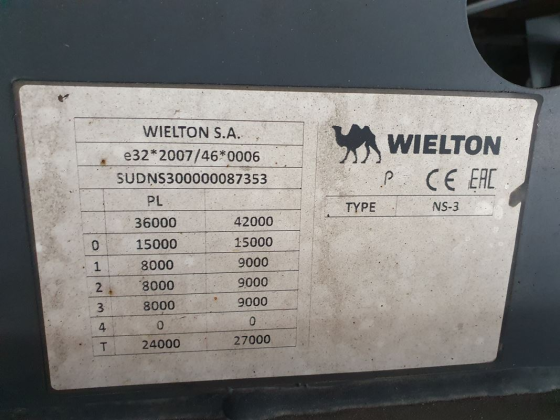 WIELTON S.A.
e32*2007/46*0006
SUDNS300000087353
PL
36000 42000
0 15000 15000
1 8000 9000
2 8000 9000
3 8000 9000
4 0 0
T 24000 27000
WIELTON
P CE EAC
TYPE NS-3